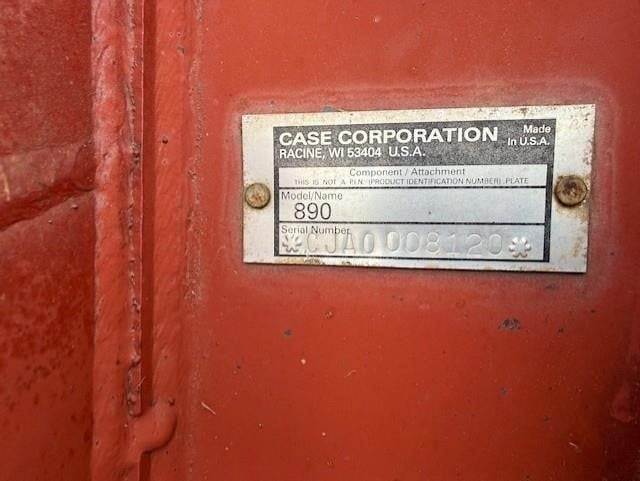 CASE CORPORATION
Made
RACINE, WI 53404 U.S.A.
In U.S.A.
Component / Attachment
THIS IS NOT A P.I.N. (PRODUCT IDENTIFICATION NUMBER) PLATE
Model/Name
890
Serial Number
*CJA0008120*